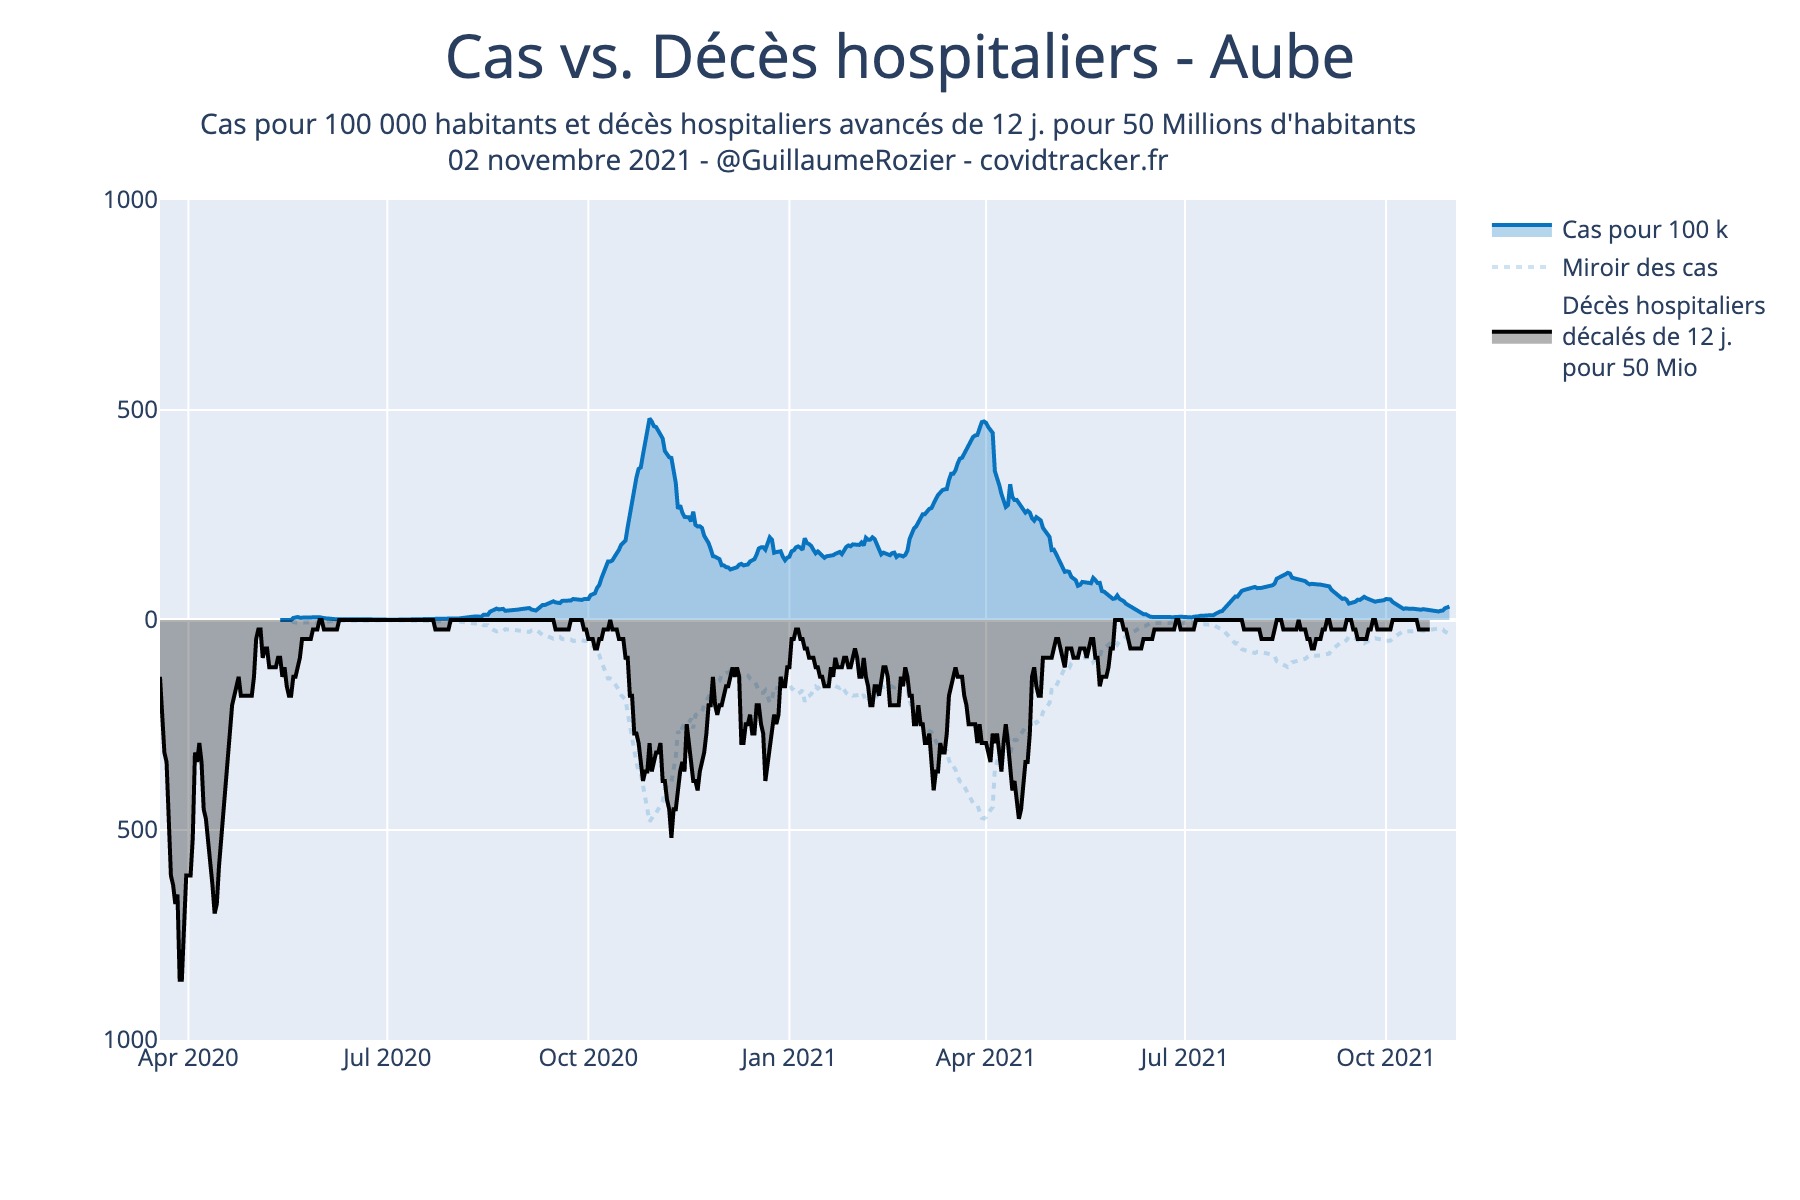 Cas vs. Décès hospitaliers - Aube
Cas pour 100 000 habitants et décès hospitaliers avancés de 12 j. pour 50 Millions d'habitants
02 novembre 2021 - @GuillaumeRozier - covidtracker.fr
1000
500
0
500
1000
Apr 2020
Jul 2020
Oct 2020
Jan 2021
Apr 2021
Jul 2021
Oct 2021
Cas pour 100 k
Miroir des cas
Décès hospitaliers
décalés de 12 j.
pour 50 Mio